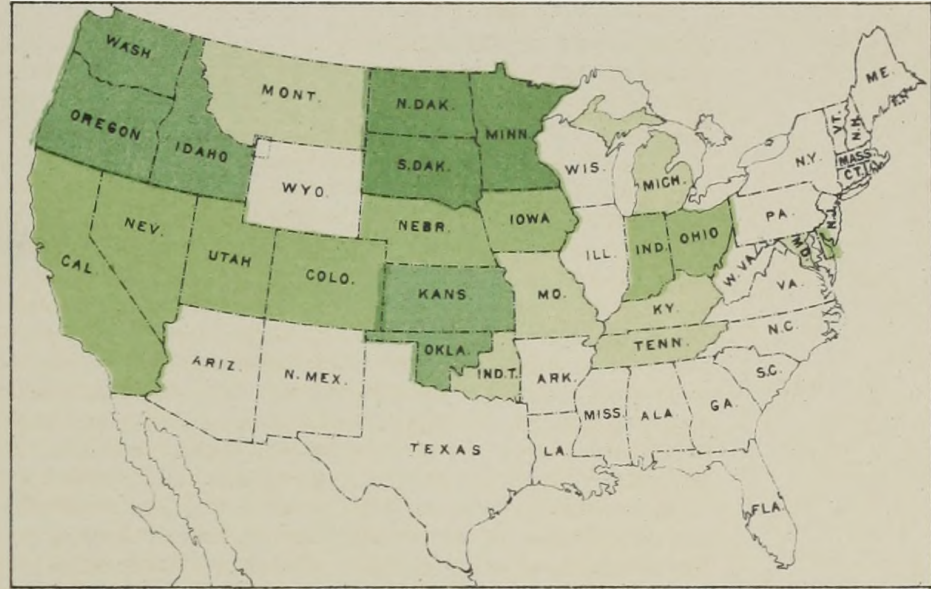 WASH
MONT.
N.DAK.
MINN.
ME.
OREGON
IDAHO
S.DAK.
WIS.
MICH.
VT.
N.H.
N.Y.
MASS
CT.
WYO.
NEBR.
IOWA
PA.
N.J.
NEV.
UTAH
COLO.
ILL.
IND.
OHIO
MD.
CAL.
KANS.
MO.
KY.
W.VA.
VA.
ARIZ.
N.MEX.
OKLA.
IND.T.
ARK.
TENN.
N.C.
S.C.
TEXAS
LA.
MISS.
ALA.
GA.
FLA.